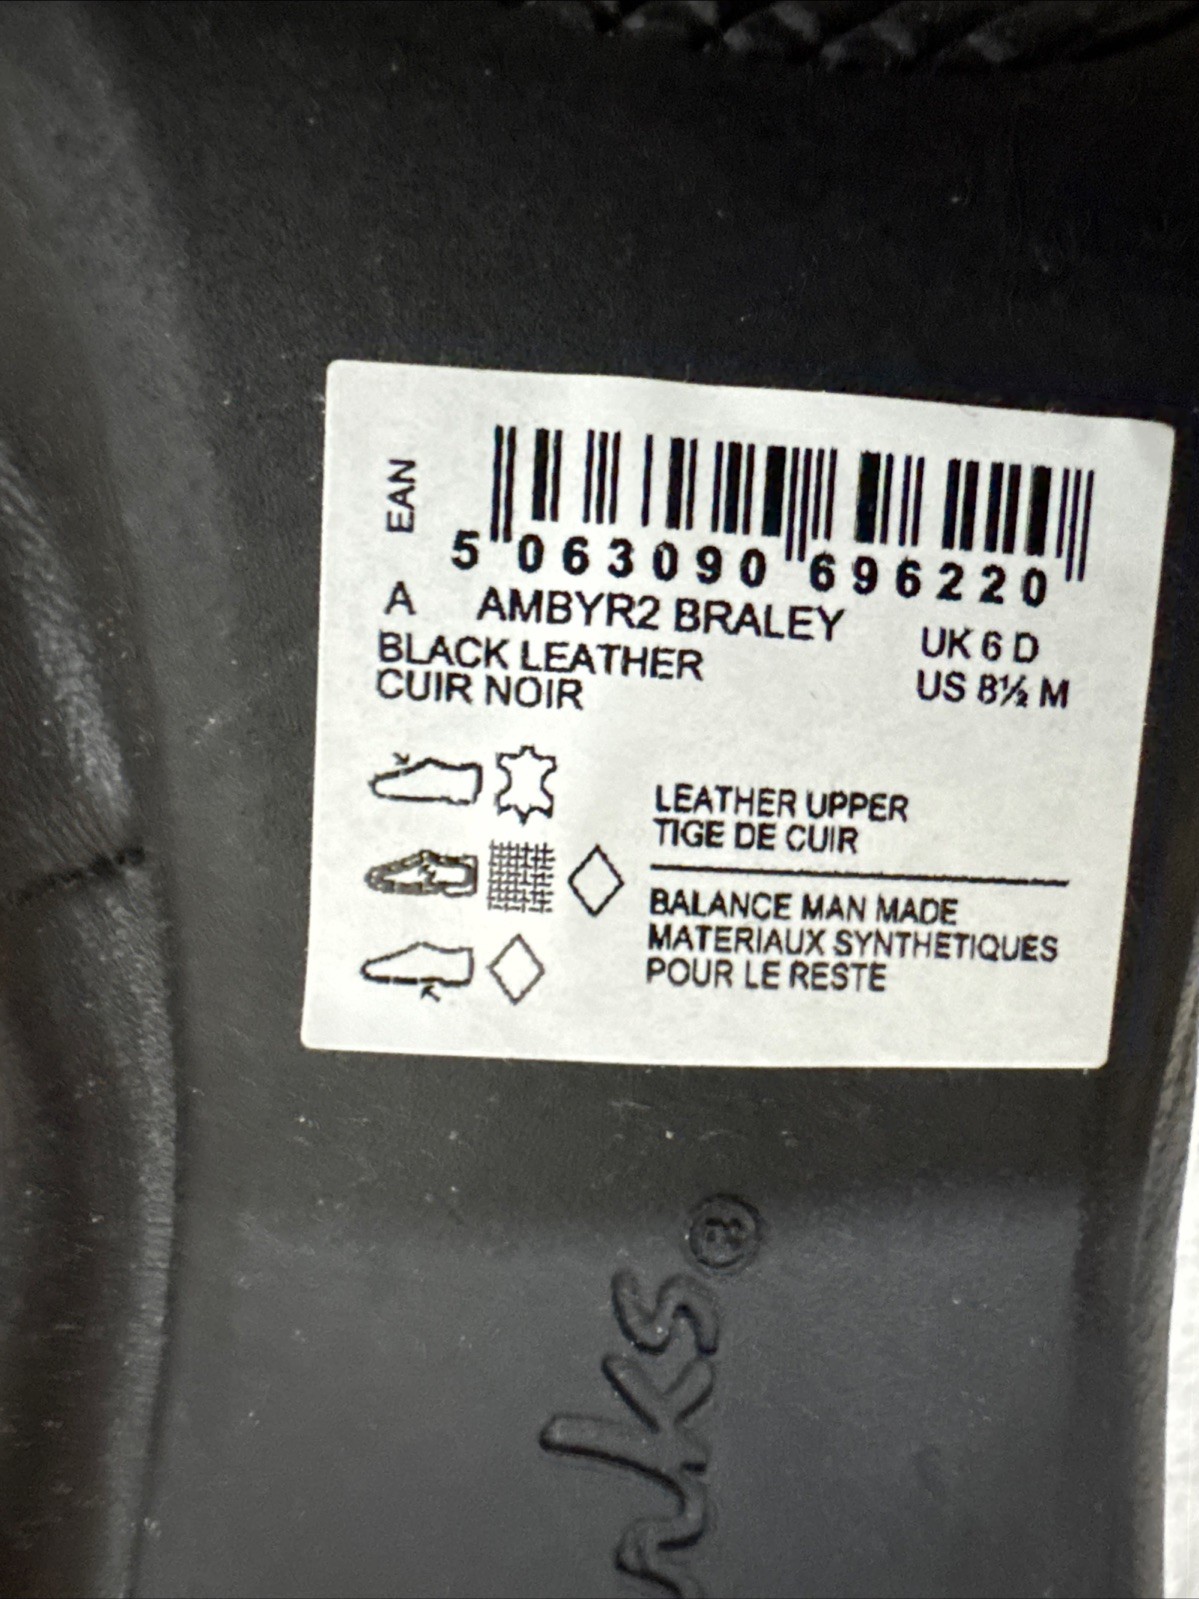 EAN
5 063090 696220
A AMBYR2 BRALEY
BLACK LEATHER
CUIR NOIR
UK 6 D
US 8½ M
LEATHER UPPER
TIGE DE CUIR
BALANCE MAN MADE
MATERIAUX SYNTHETIQUES
POUR LE RESTE
rks®